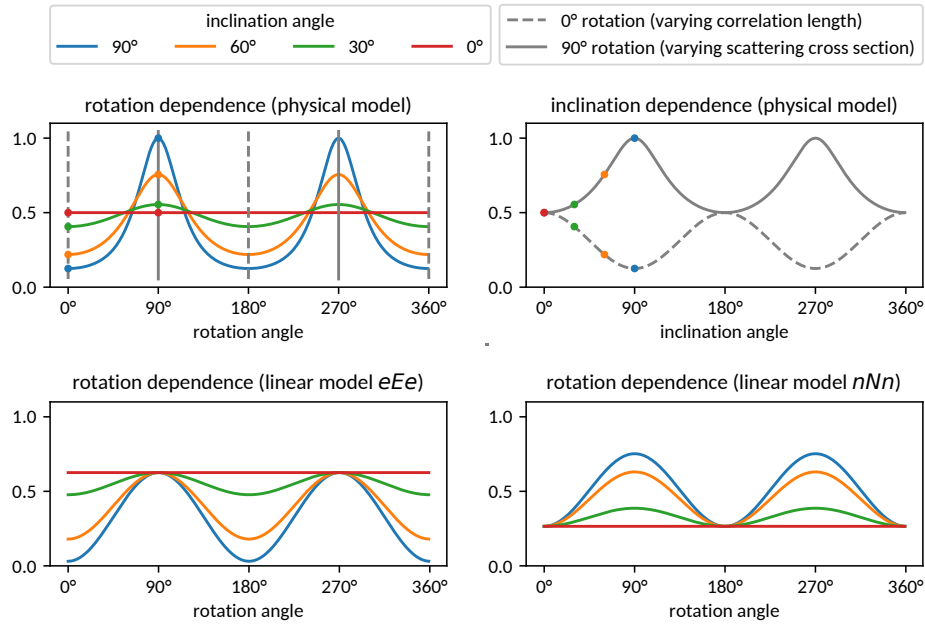 inclination angle
90° 60° 30° 0°
0° rotation (varying correlation length)
90° rotation (varying scattering cross section)
rotation dependence (physical model)
1.0
0.5
0.0
0° 90° 180° 270° 360°
rotation angle
inclination dependence (physical model)
1.0
0.5
0.0
0° 90° 180° 270° 360°
inclination angle
rotation dependence (linear model eEe)
1.0
0.5
0.0
0° 90° 180° 270° 360°
rotation angle
rotation dependence (linear model nNn)
1.0
0.5
0.0
0° 90° 180° 270° 360°
rotation angle